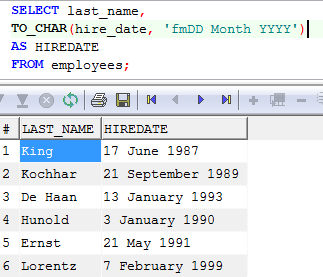 SELECT last_name,
TO_CHAR(hire_date, 'fmDD Month YYYY')
AS HIREDATE
FROM employees;
# LAST_NAME HIREDATE
1 King 17 June 1987
2 Kochhar 21 September 1989
3 De Haan 13 January 1993
4 Hunold 3 January 1990
5 Ernst 21 May 1991
6 Lorentz 7 February 1999